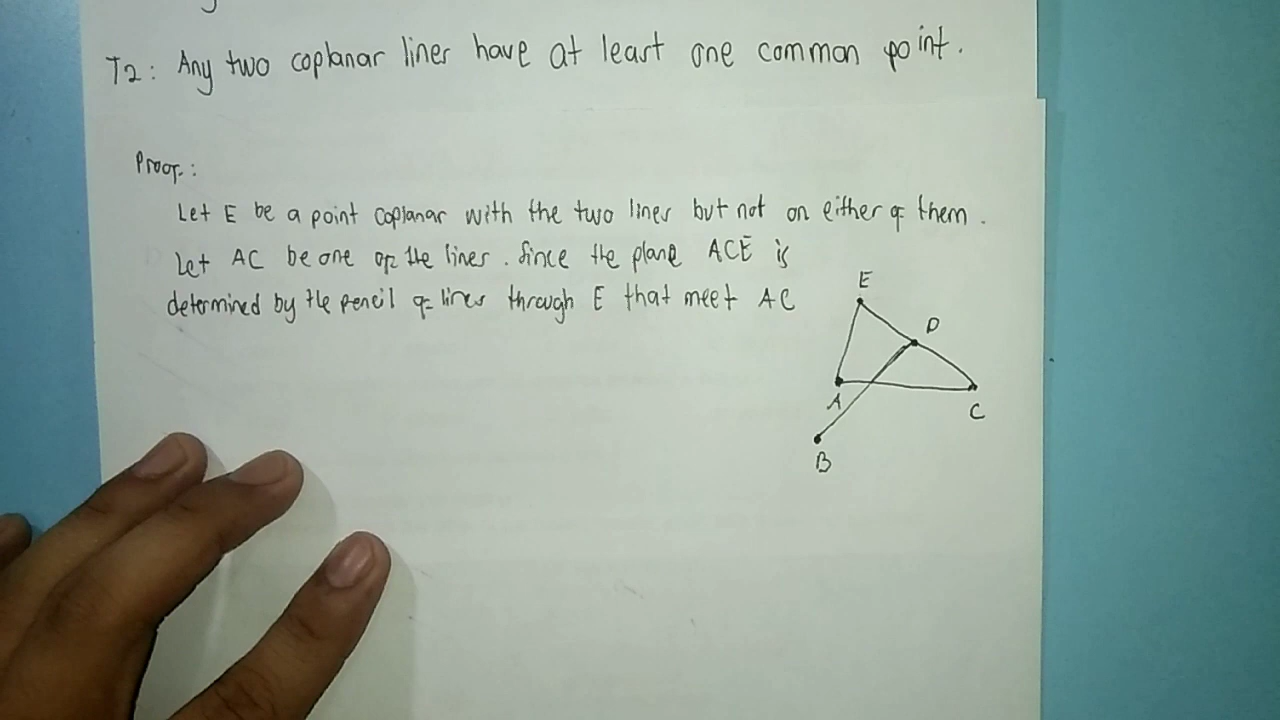 T2: Any two coplanar lines have at least one common point.
Proof:
Let E be a point coplanar with the two lines but not on either of them.
Let AC be one of the lines. Since the plane ACE is
determined by the pencil of lines through E that meet AC
E
D
A
C
B